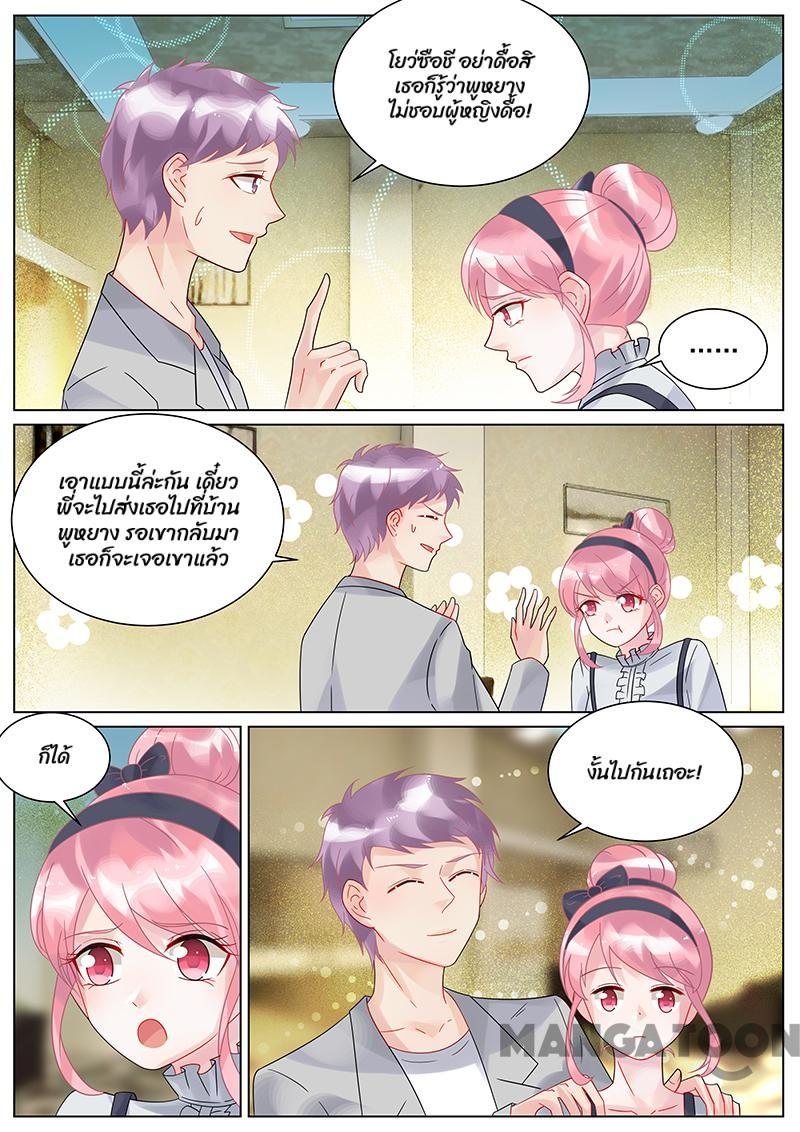 โยว่ซือชี อย่าดื้อสิ
เธอก็รู้ว่าพูหยาง
ไม่ชอบผู้หญิงดื้อ!
......
เอาแบบนี้ล่ะกัน เดี๋ยว
พี่จะไปส่งเธอไปที่บ้าน
พูหยาง รอเขากลับมา
เธอก็จะเจอเขาแล้ว
ก็ได้
งั้นไปกันเถอะ!
MANGATOON